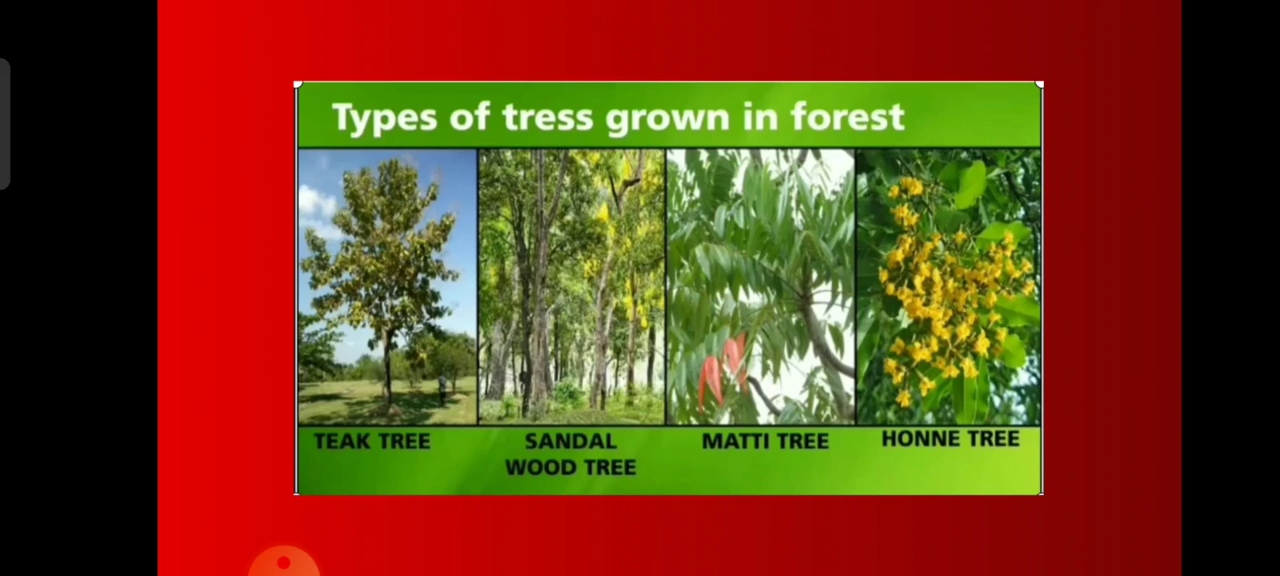 Types of tress grown in forest
TEAK TREE
SANDAL
WOOD TREE
MATTI TREE
HONNE TREE